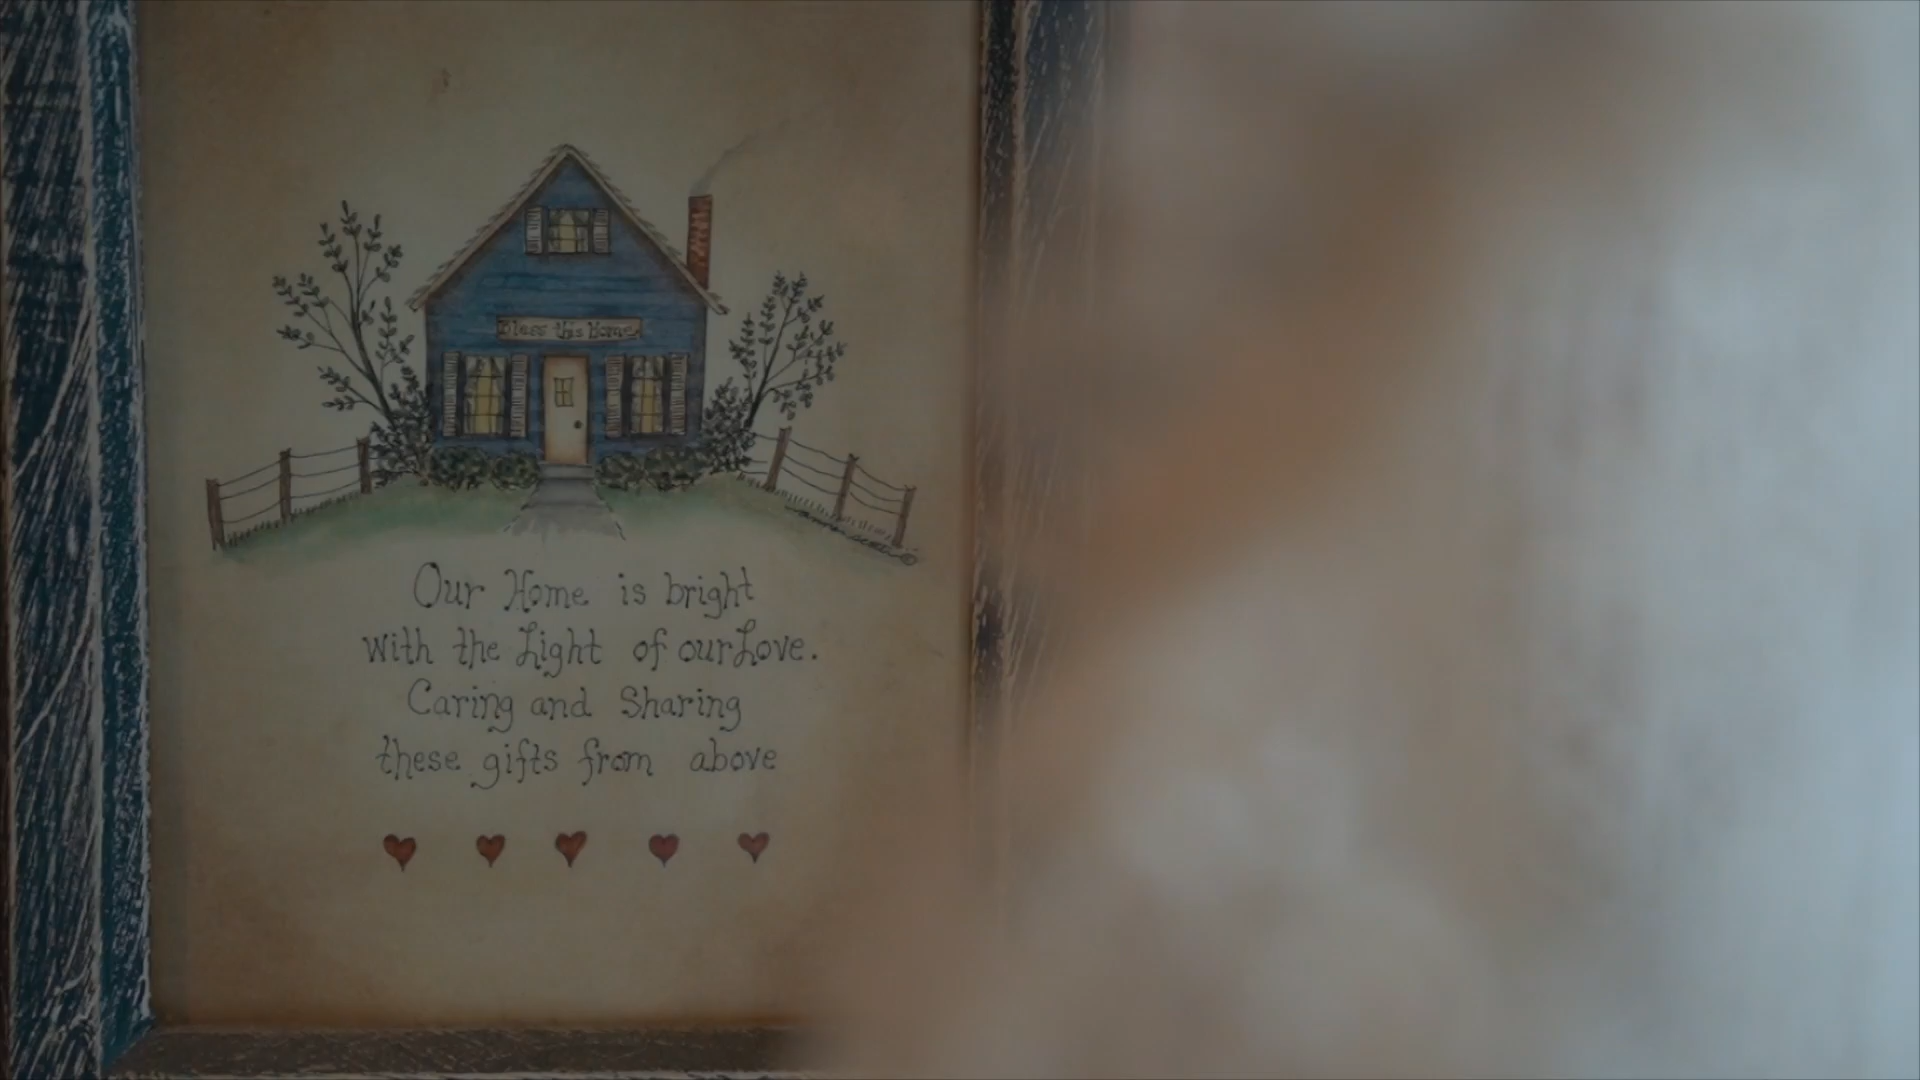 Bless this Home
Our Home is bright
with the Light of our Love.
Caring and Sharing
these gifts from above